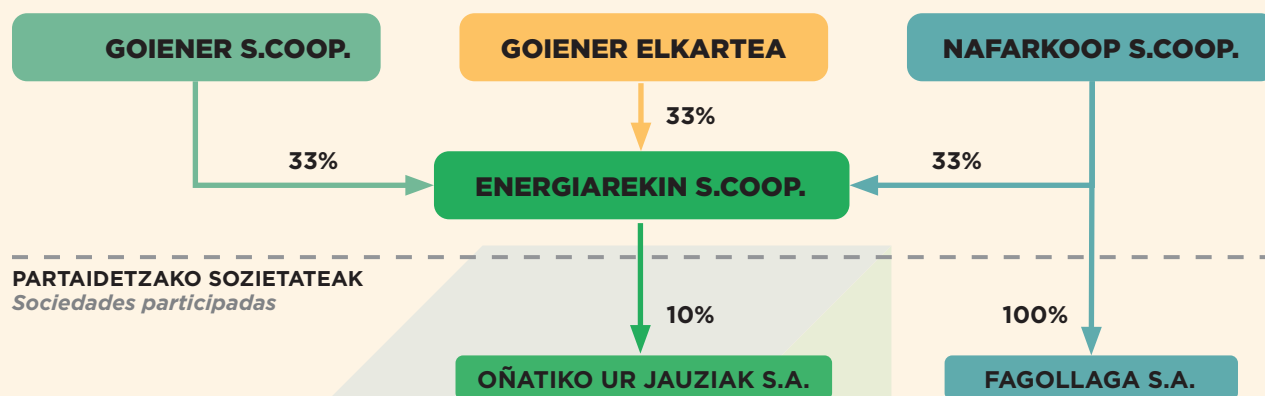 GOIENER S.COOP.
GOIENER ELKARTEA
NAFARKOOP S.COOP.
33%
33%
33%
ENERGIAREKIN S.COOP.
PARTAIDETZAKO SOZIETATEAK
Sociedades participadas
10%
100%
OÑATIKO UR JAUZIAK S.A.
FAGOLLAGA S.A.